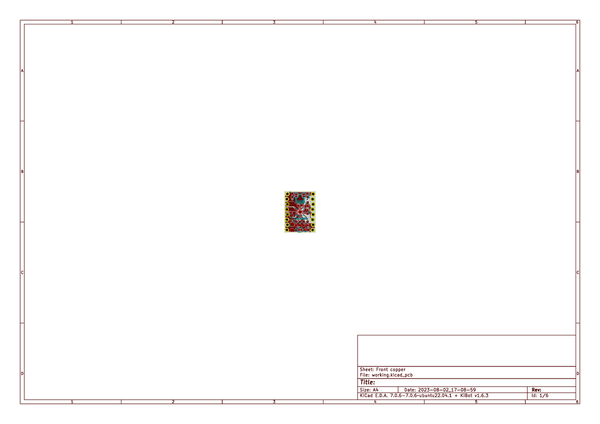 1 2 3 4 5 6
A A
B B
C C
D D
Sheet: Front copper
File: working.kicad_pcb
Title:
Size: A4 Date: 2023-08-02_17-08-59 Rev:
KiCad E.D.A. 7.0.6-7.0.6~ubuntu22.04.1 + KiBot v1.6.3 Id: 1/6
1 2 3 4 5 6